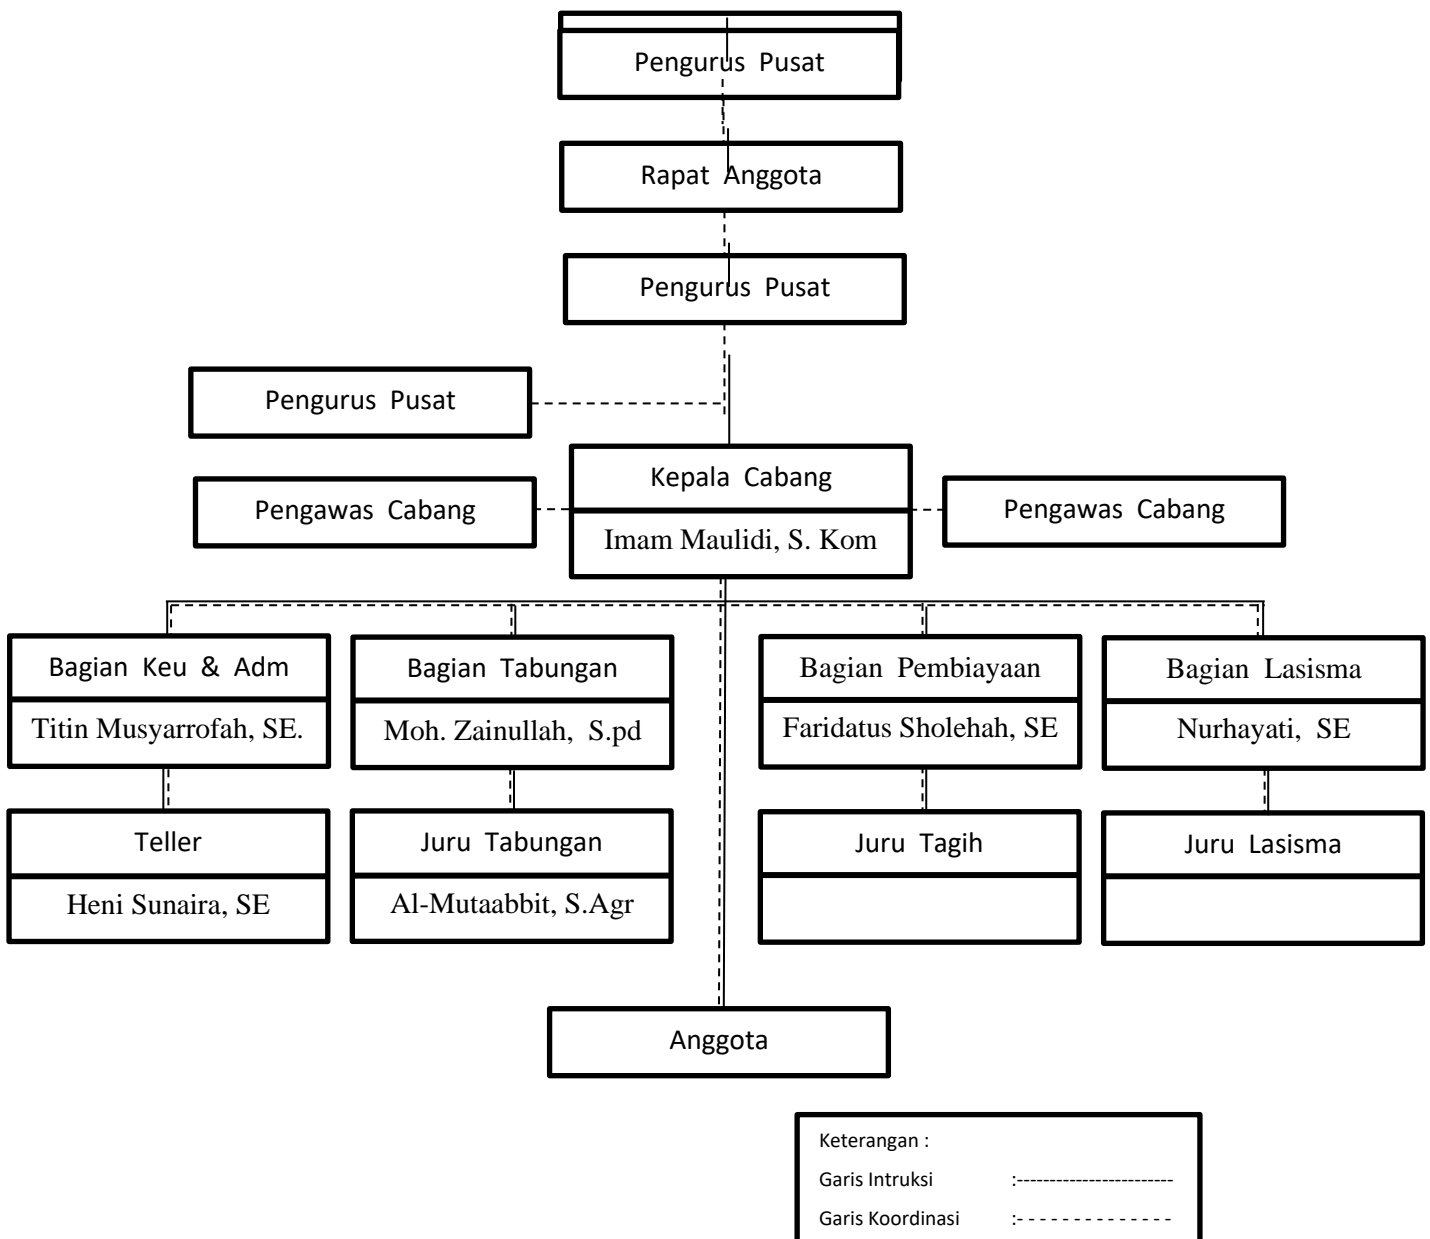 Pengurus Pusat
Rapat Anggota
Pengurus Pusat
Pengurus Pusat
Kepala Cabang
Imam Maulidi, S. Kom
Pengawas Cabang
Pengawas Cabang
Bagian Keu & Adm
Titin Musyarrofah, SE.
Bagian Tabungan
Moh. Zainullah, S.pd
Bagian Pembiayaan
Faridatus Sholehah, SE
Bagian Lasisma
Nurhayati, SE
Teller
Heni Sunaira, SE
Juru Tabungan
Al-Mutaabbit, S.Agr
Juru Tagih
Juru Lasisma
Anggota
Keterangan :
Garis Intruksi :------------------------
Garis Koordinasi :- - - - - - - - - - - - - -